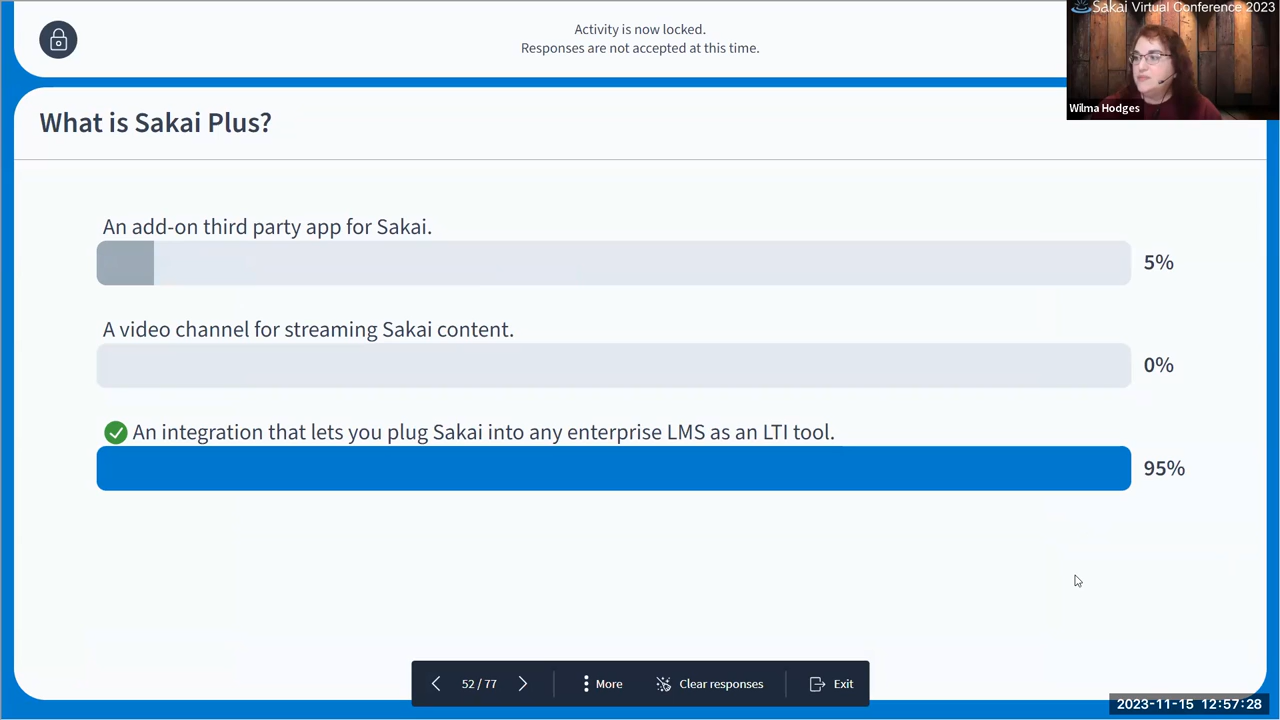 Activity is now locked.
Responses are not accepted at this time.
Sakai Virtual Conference 2023
Wilma Hodges
What is Sakai Plus?
An add-on third party app for Sakai.
5%
A video channel for streaming Sakai content.
0%
An integration that lets you plug Sakai into any enterprise LMS as an LTI tool.
95%
52 / 77 More Clear responses Exit
2023-11-15 12:57:28